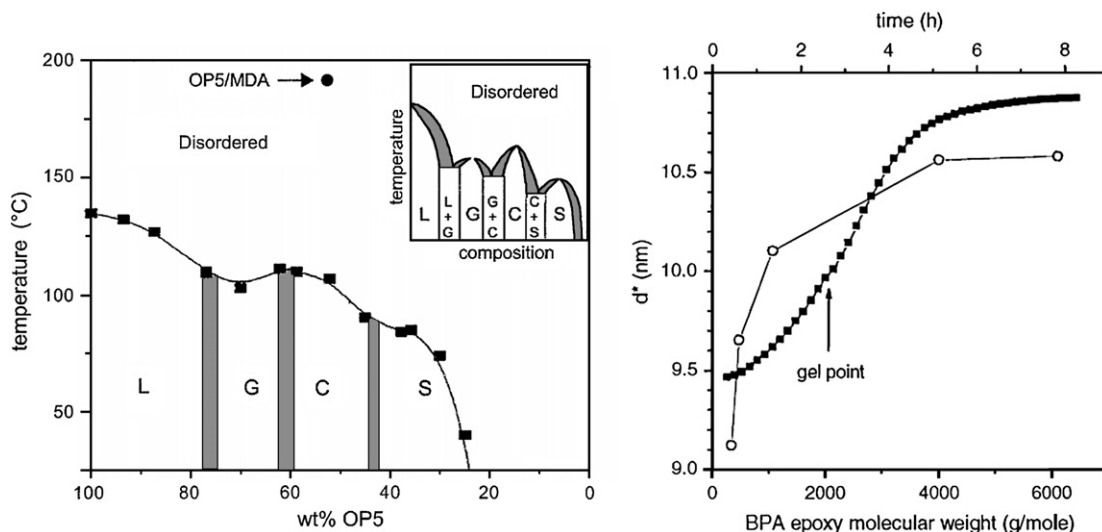 200
150
100
50
temperature (°C)
OP5/MDA
Disordered
L
G
C
S
100
80
60
40
20
0
wt% OP5
Disordered
temperature
L
L
+
G
G
G
+
C
C
C
+
S
S
composition
time (h)
0
2
4
6
8
11.0
10.5
10.0
9.5
9.0
d* (nm)
gel point
0
2000
4000
6000
BPA epoxy molecular weight (g/mole)